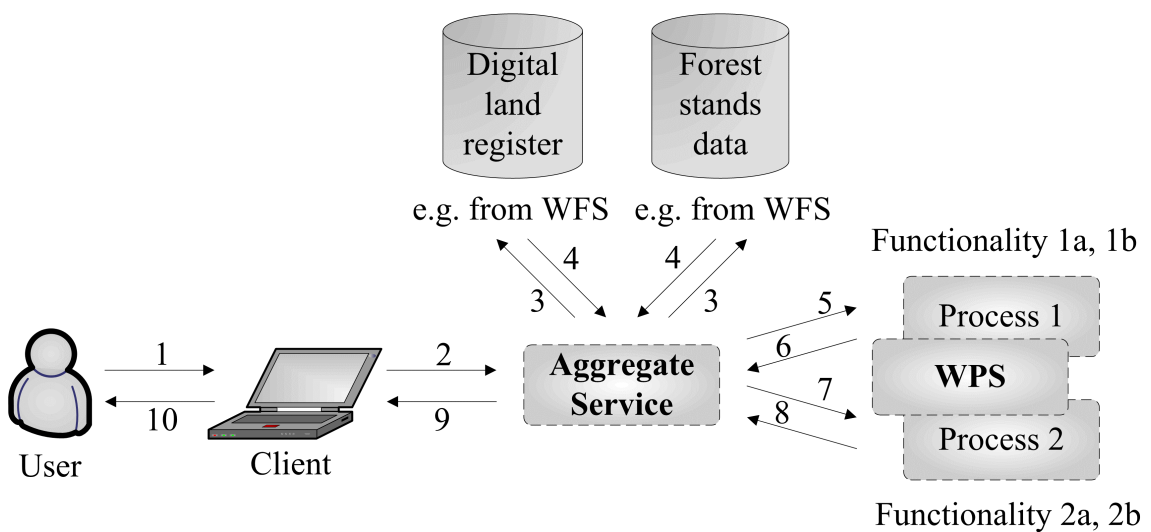 Digital
land
register
Forest
stands
data
e.g. from WFS
e.g. from WFS
4
3
4
3
Functionality 1a, 1b
Process 1
WPS
Process 2
Functionality 2a, 2b
5
6
7
8
Aggregate
Service
1
10
2
9
User
Client